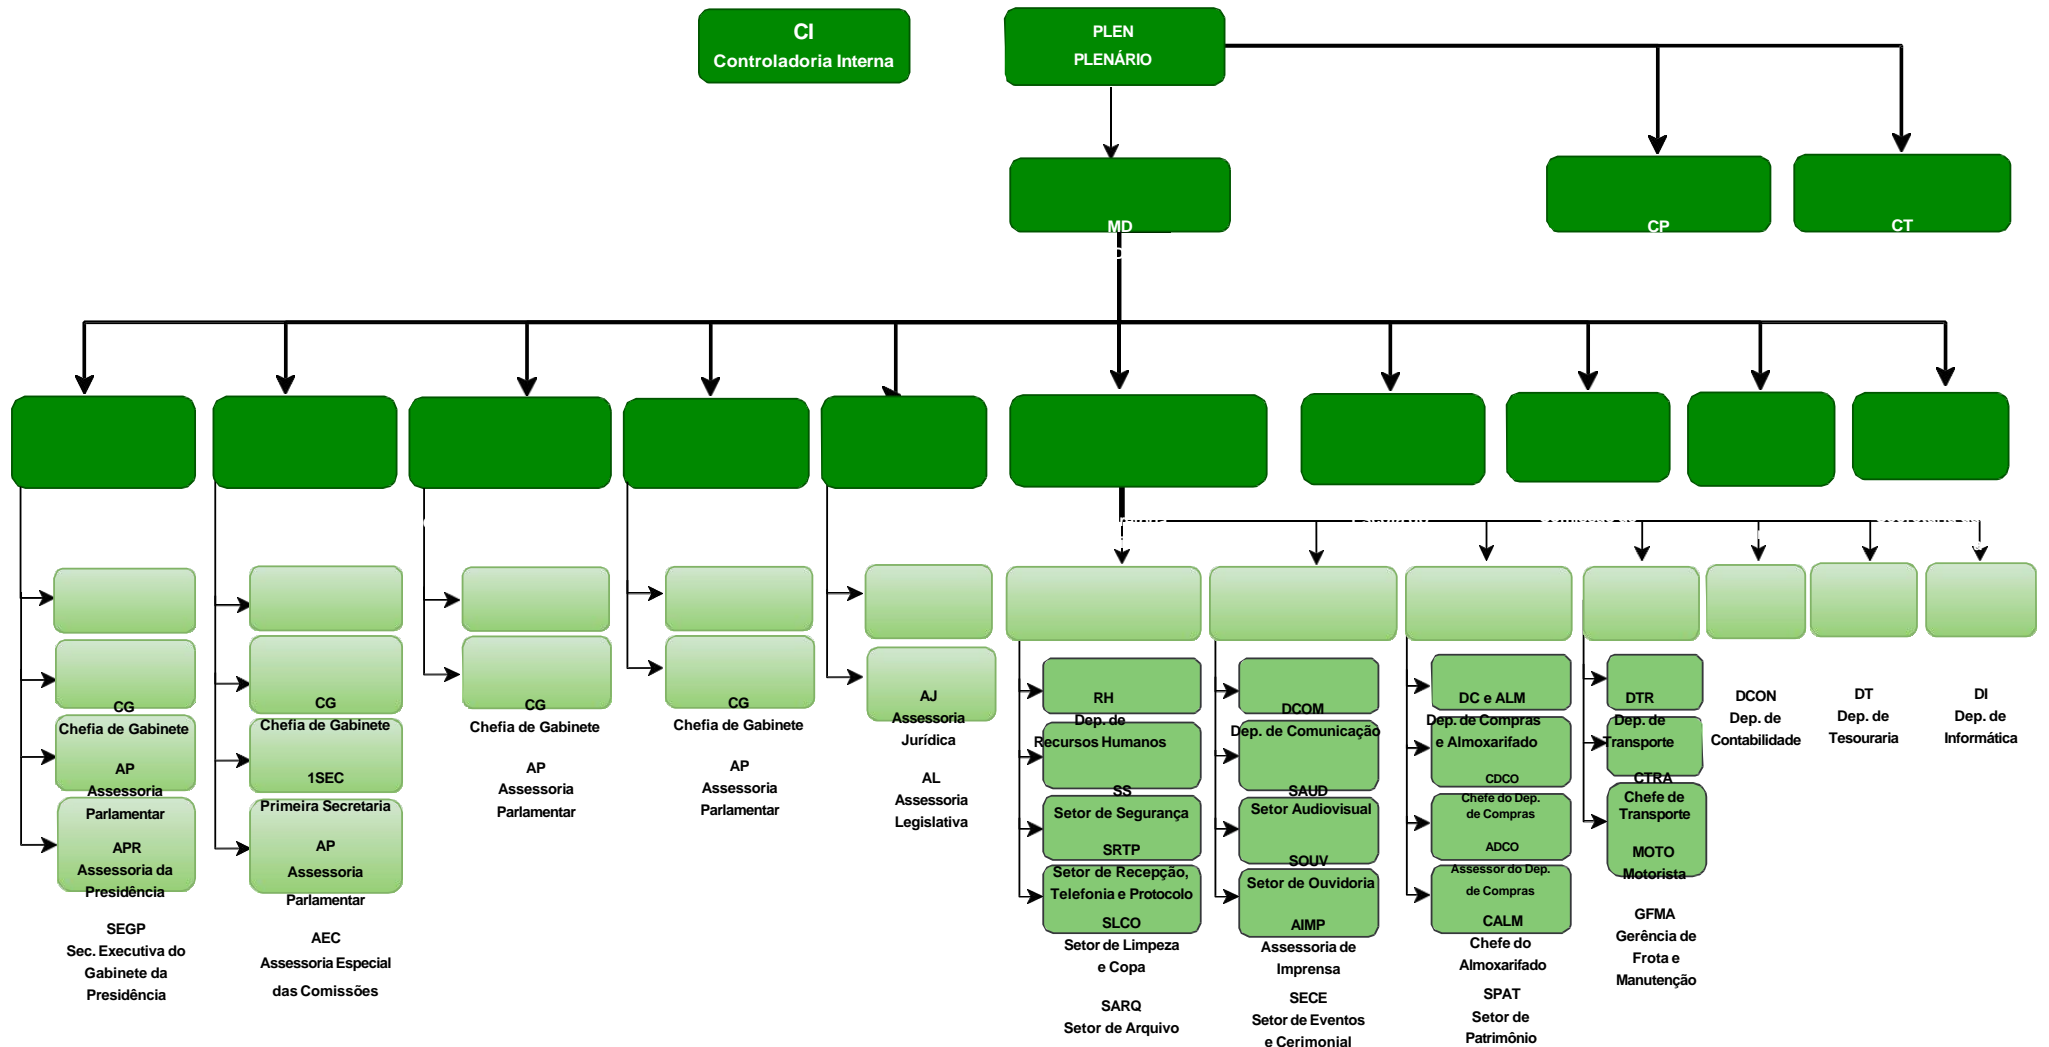 CI
Controladoria Interna
PLEN
PLENÁRIO
MD
CP
CT
CG
Chefia de Gabinete
AP
Assessoria
Parlamentar
APR
Assessoria da
Presidência
SEGP
Sec. Executiva do
Gabinete da
Presidência
CG
Chefia de Gabinete
1SEC
Primeira Secretaria
AP
Assessoria
Parlamentar
AEC
Assessoria Especial
das Comissões
CG
Chefia de Gabinete
AP
Assessoria
Parlamentar
CG
Chefia de Gabinete
AP
Assessoria
Parlamentar
AJ
Assessoria
Jurídica
AL
Assessoria
Legislativa
RH
Dep. de
Recursos Humanos
SS
Setor de Segurança
SRTP
Setor de Recepção,
Telefonia e Protocolo
SLCO
Setor de Limpeza
e Copa
SARQ
Setor de Arquivo
DCOM
Dep. de Comunicação
SAUD
Setor Audiovisual
SOUV
Setor de Ouvidoria
AIMP
Assessoria de
Imprensa
SECE
Setor de Eventos
e Cerimonial
DC e ALM
Dep. de Compras
e Almoxarifado
CDCO
Chefe do Dep.
de Compras
ADCO
Assessor do Dep.
de Compras
CALM
Chefe do
Almoxarifado
SPAT
Setor de
Patrimônio
DTR
Dep. de
Transporte
CTRA
Chefe de
Transporte
MOTO
Motorista
GFMA
Gerência de
Frota e
Manutenção
DCON
Dep. de
Contabilidade
DT
Dep. de
Tesouraria
DI
Dep. de
Informática